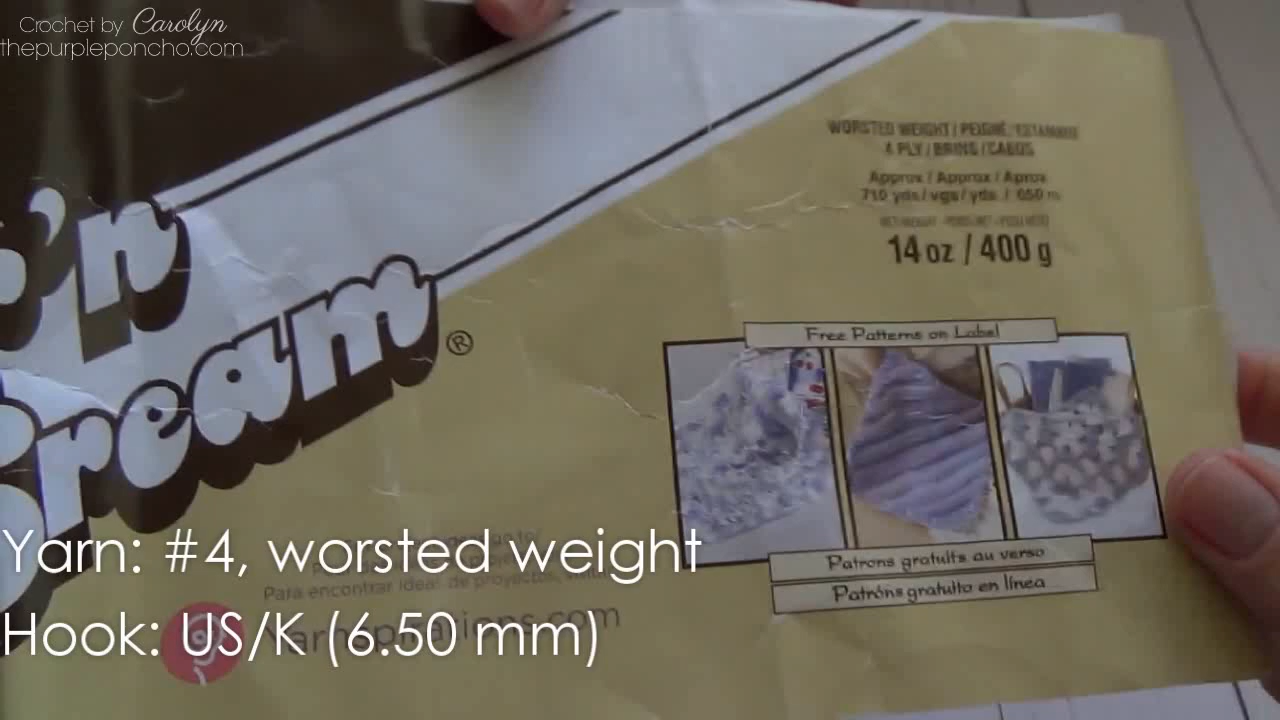 Crochet by Carolyn
thepurpleponcho.com
'n
Cream®
WORSTED WEIGHT / PEIGNÉ / ESTAMBRE
4 PLY / BRINS / CABOS
Approx / Approx / Aprox
710 yds / vgs / yds / 650 m
14 oz / 400 g
Free Patterns on Label
Patrons gratuits au verso
Patróns gratuito en línea
Para encontrar ideas de proyectos,
Yarnspirations.com
Yarn: #4, worsted weight
Hook: US/K (6.50 mm)